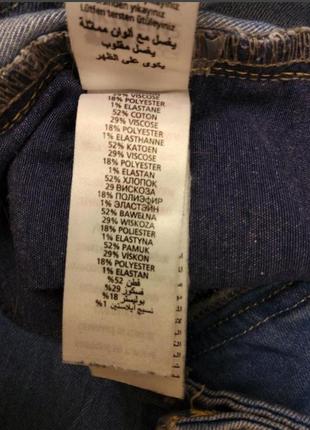 Lütfen tersten ütüleyiniz
يغسل مع ألوان مماثلة
يغسل مقلوب
يكوى على الظهر
29% VISCOSE
18% POLYESTER
1% ELASTANE
52% COTON
29% VISCOSE
18% POLYESTER
1% ELASTHANNE
52% KATOEN
29% VISCOSE
18% POLYESTER
1% ELASTAN
52% ХЛОПОК
29 ВИСКОЗА
18% ПОЛИЭФИР
1% ЭЛАСТЭЙН
52% BAWEŁNA
29% WISKOZA
18% POLIESTER
1% ELASTYNA
52% PAMUK
29% VISKON
18% POLYESTER
1% ELASTAN
%52 قطن
%29 فسكوز
%18 بوليستر
%1 نسيج ايلاستين